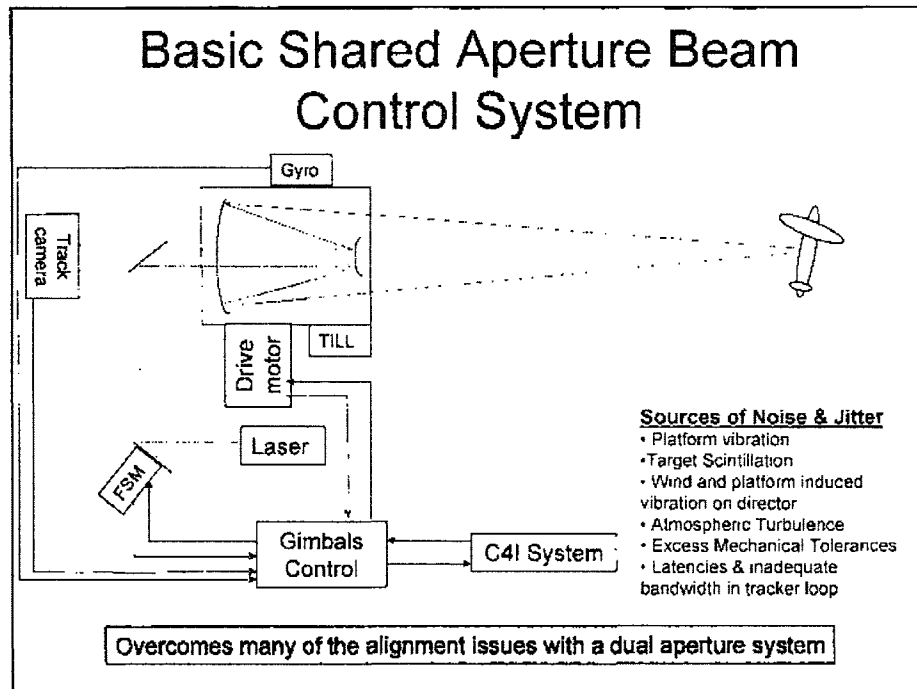 Basic Shared Aperture Beam
Control System
Gyro
Track
camera
TILL
Drive
motor
Laser
FSM
Gimbals
Control
C4I System
Sources of Noise & Jitter
• Platform vibration
•Target Scintillation
• Wind and platform induced
vibration on director
• Atmospheric Turbulence
• Excess Mechanical Tolerances
• Latencies & inadequate
bandwidth in tracker loop
Overcomes many of the alignment issues with a dual aperture system